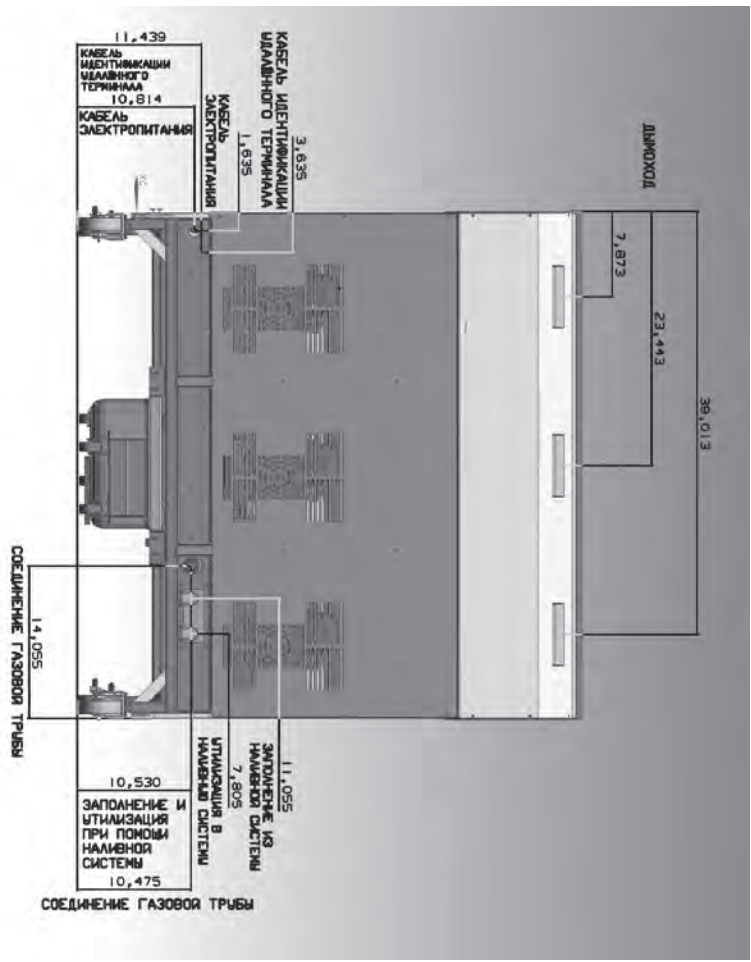 11,439
КАБЕЛЬ
ИДЕНТИФИКАЦИИ
УДАЛЁННОГО
ТЕРМИНАЛА
10,814
КАБЕЛЬ
ЭЛЕКТРОПИТАНИЯ
КАБЕЛЬ
ЭЛЕКТРОПИТАНИЯ
1,635
КАБЕЛЬ ИДЕНТИФИКАЦИИ
УДАЛЁННОГО ТЕРМИНАЛА
3,635
ДЫМОХОД
7,873
23,443
39,013
14,055
СОЕДИНЕНИЕ ГАЗОВОЙ ТРУБЫ
11,055
ЗАПОЛНЕНИЕ ИЗ
НАЛИВНОЙ СИСТЕМЫ
7,805
УТИЛИЗАЦИЯ В
НАЛИВНУЮ СИСТЕМУ
10,530
ЗАПОЛНЕНИЕ И
УТИЛИЗАЦИЯ
ПРИ ПОМОЩИ
НАЛИВНОЙ
СИСТЕМЫ
10,475
СОЕДИНЕНИЕ ГАЗОВОЙ ТРУБЫ